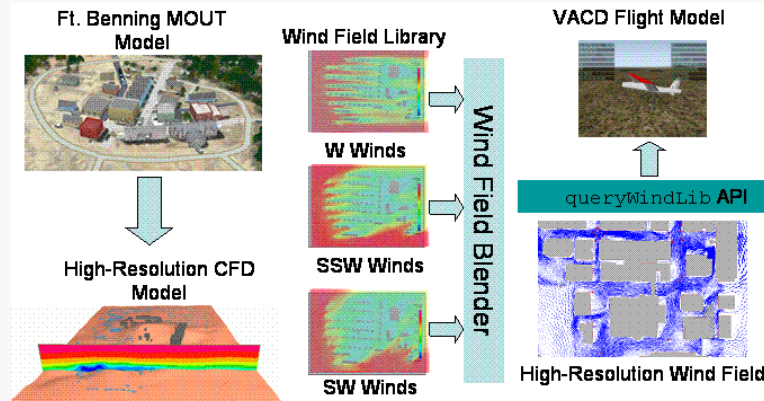 Ft. Benning MOUT
Model
High-Resolution CFD
Model
Wind Field Library
W Winds
SSW Winds
SW Winds
Wind Field Blender
VACD Flight Model
queryWindLib API
High-Resolution Wind Field